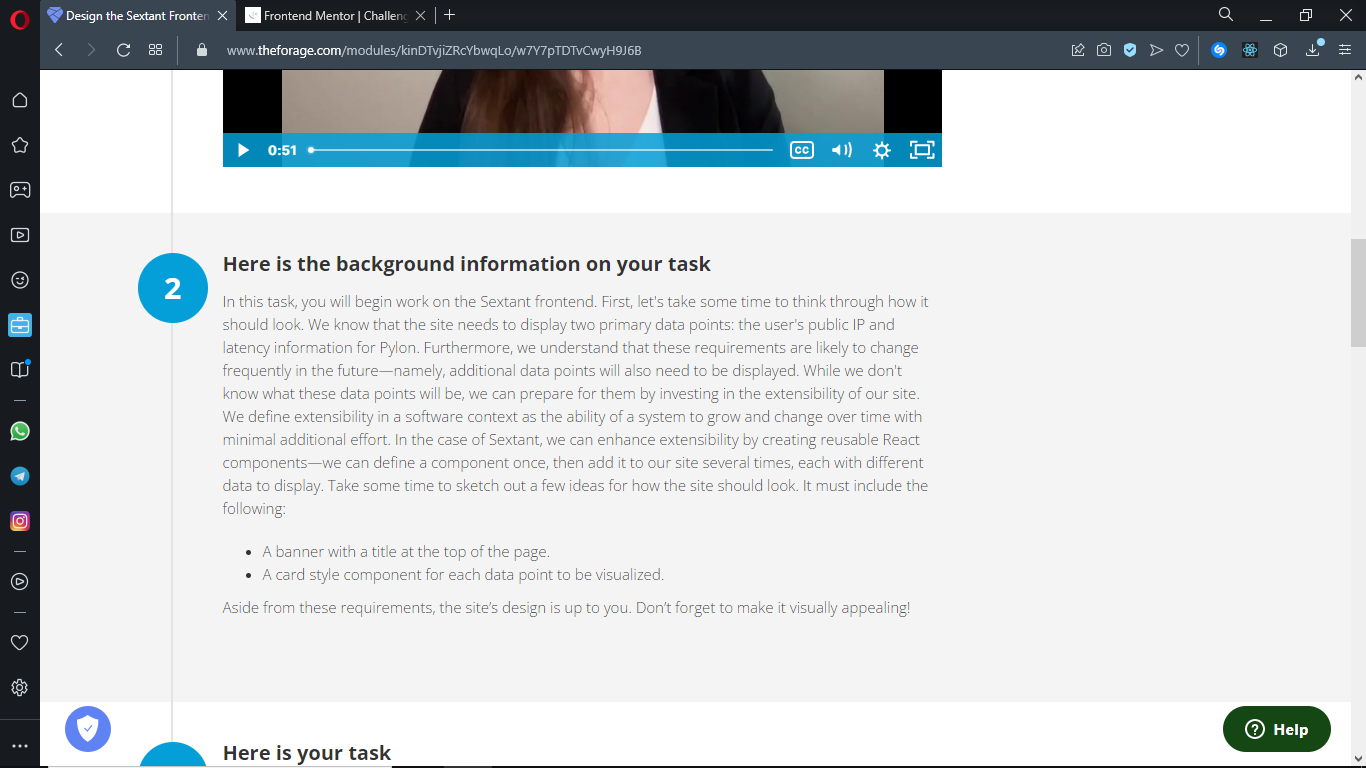 Design the Sextant Fronten
Frontend Mentor | Challeng
www.theforage.com/modules/kinDTvjiZRcYbwqLo/w7Y7pTDTvCwyH9J6B
0:51
CC
2
Here is the background information on your task
In this task, you will begin work on the Sextant frontend. First, let's take some time to think through how it
should look. We know that the site needs to display two primary data points: the user's public IP and
latency information for Pylon. Furthermore, we understand that these requirements are likely to change
frequently in the future—namely, additional data points will also need to be displayed. While we don't
know what these data points will be, we can prepare for them by investing in the extensibility of our site.
We define extensibility in a software context as the ability of a system to grow and change over time with
minimal additional effort. In the case of Sextant, we can enhance extensibility by creating reusable React
components—we can define a component once, then add it to our site several times, each with different
data to display. Take some time to sketch out a few ideas for how the site should look. It must include the
following:
• A banner with a title at the top of the page.
• A card style component for each data point to be visualized.
Aside from these requirements, the site’s design is up to you. Don’t forget to make it visually appealing!
Help
Here is your task